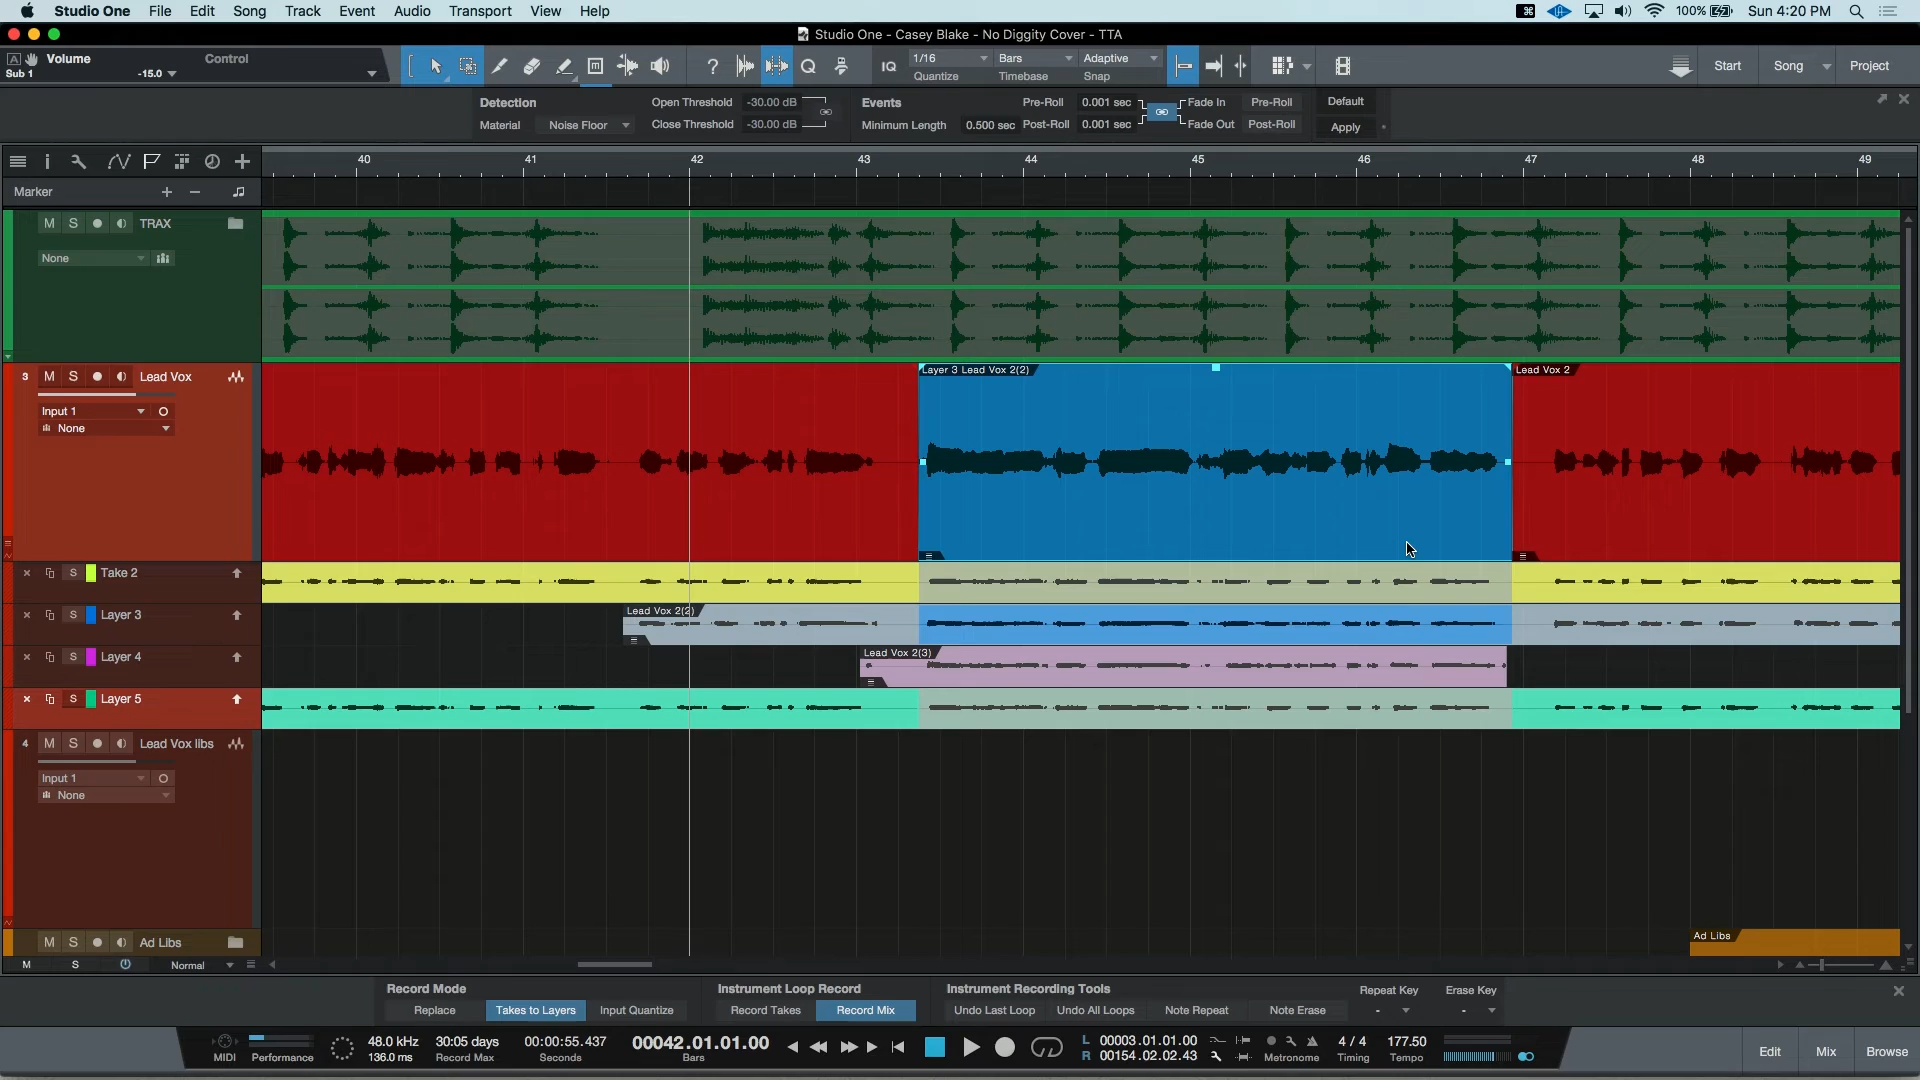 Studio One File Edit Song Track Event Audio Transport View Help 100% Sun 4:20 PM
Studio One - Casey Blake - No Diggity Cover - TTA
A Volume Control
Sub 1 -15.0
? Q IQ 1/16 Bars Adaptive
Quantize Timebase Snap
Start Song Project
Detection Open Threshold -30.00 dB Events Pre-Roll 0.001 sec Fade In Pre-Roll Default
Material Noise Floor Close Threshold -30.00 dB Minimum Length 0.500 sec Post-Roll 0.001 sec Fade Out Post-Roll Apply
40 41 42 43 44 45 46 47 48 49
Marker
M S TRAX
None
3 M S Lead Vox
Input 1
None
Layer 3 Lead Vox 2(2) Lead Vox 2
S Take 2
S Layer 3 Lead Vox 2(2)
S Layer 4 Lead Vox 2(3)
S Layer 5
4 M S Lead Vox libs
Input 1
None
M S Ad Libs Ad Libs
M S Normal
Record Mode Instrument Loop Record Instrument Recording Tools Repeat Key Erase Key
Replace Takes to Layers Input Quantize Record Takes Record Mix Undo Last Loop Undo All Loops Note Repeat Note Erase - -
48.0 kHz 30:05 days 00:00:55.437 00042.01.01.00 L 00003.01.01.00 4 / 4 177.50
MIDI Performance 136.0 ms Record Max Seconds Bars R 00154.02.02.43 Metronome Timing Tempo
Edit Mix Browse